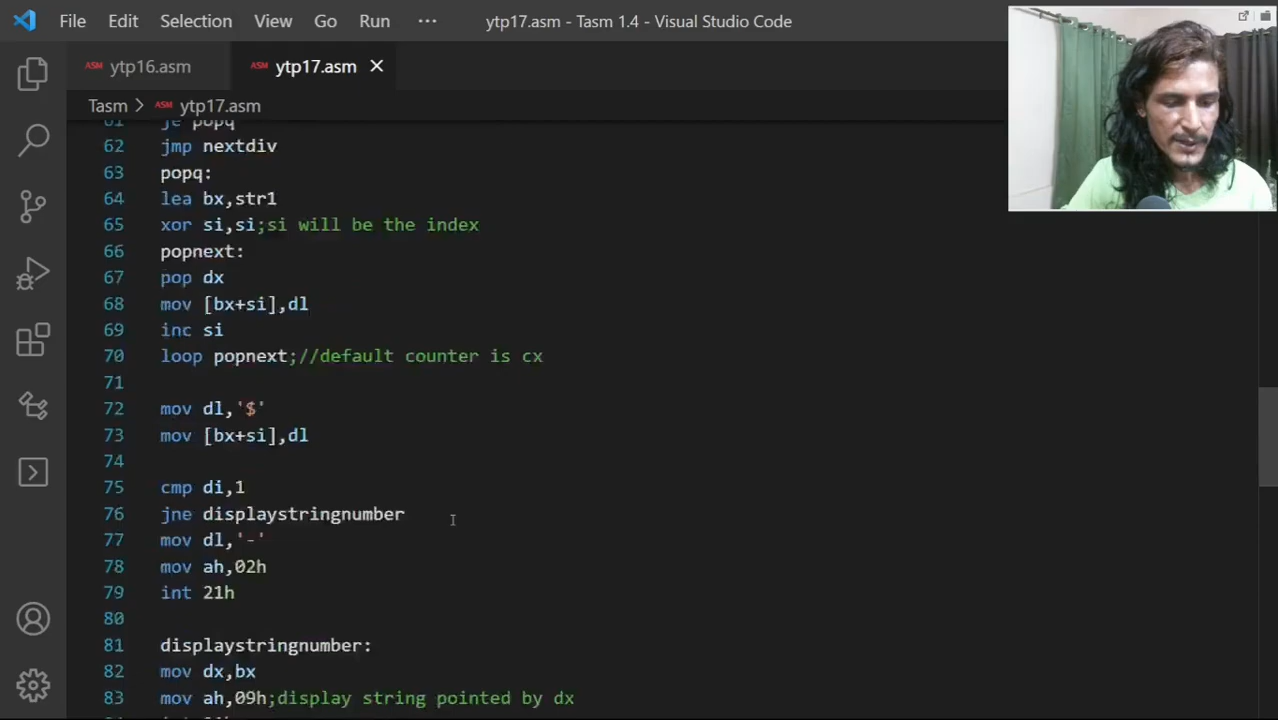 File Edit Selection View Go Run ··· ytp17.asm - Tasm 1.4 - Visual Studio Code
ASM ytp16.asm ASM ytp17.asm
Tasm > ASM ytp17.asm
61 je popq
62 jmp nextdiv
63 popq:
64 lea bx,str1
65 xor si,si;si will be the index
66 popnext:
67 pop dx
68 mov [bx+si],dl
69 inc si
70 loop popnext;//default counter is cx
71
72 mov dl,'$'
73 mov [bx+si],dl
74
75 cmp di,1
76 jne displaystringnumber
77 mov dl,'-'
78 mov ah,02h
79 int 21h
80
81 displaystringnumber:
82 mov dx,bx
83 mov ah,09h;display string pointed by dx